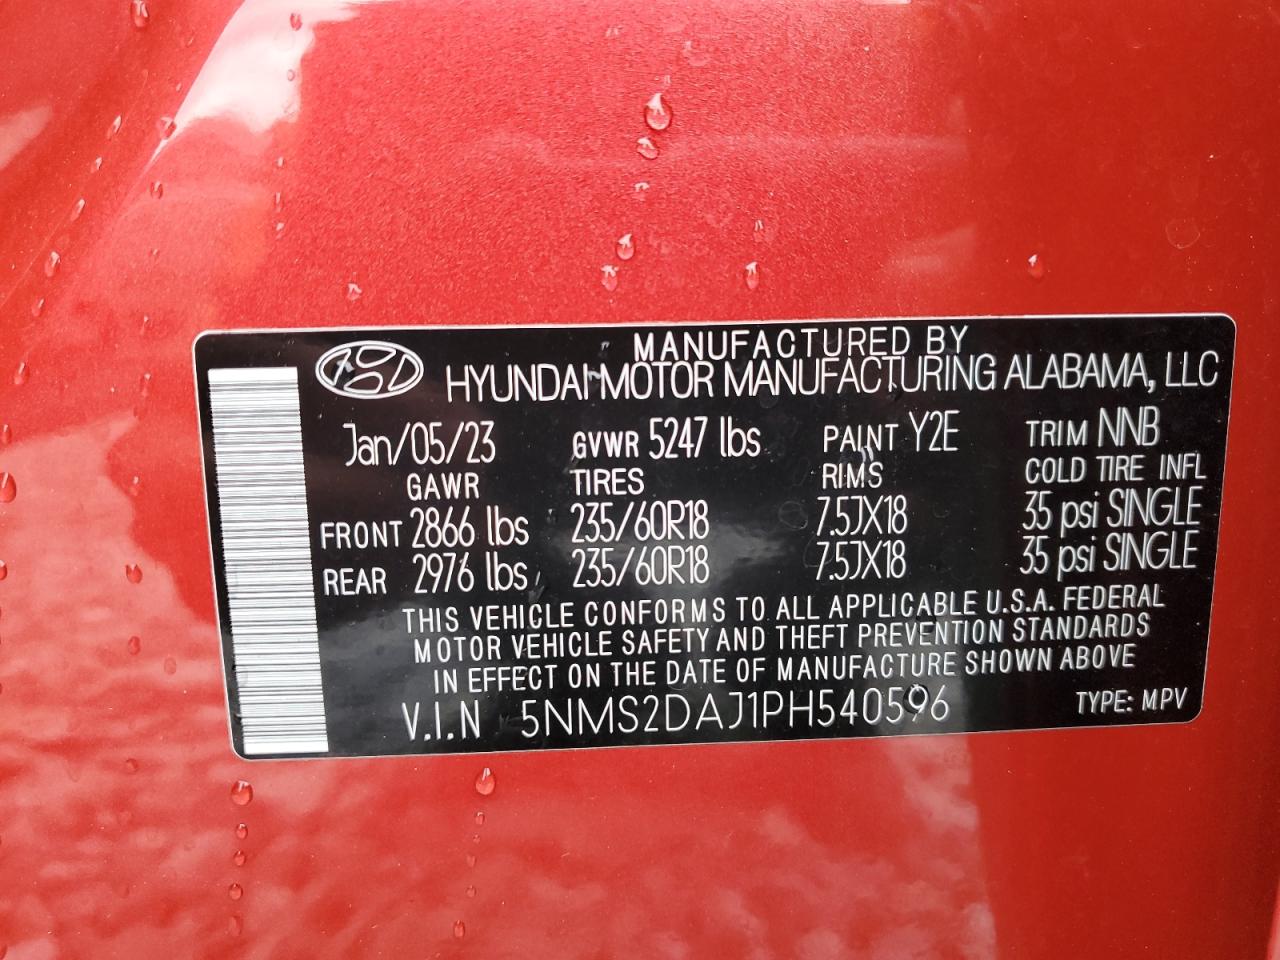 MANUFACTURED BY
HYUNDAI MOTOR MANUFACTURING ALABAMA, LLC
Jan/05/23 GVWR 5247 lbs PAINT Y2E TRIM NNB
GAWR TIRES RIMS COLD TIRE INFL
FRONT 2866 lbs 235/60R18 7.5JX18 35 psi SINGLE
REAR 2976 lbs 235/60R18 7.5JX18 35 psi SINGLE
THIS VEHICLE CONFORMS TO ALL APPLICABLE U.S.A. FEDERAL
MOTOR VEHICLE SAFETY AND THEFT PREVENTION STANDARDS
IN EFFECT ON THE DATE OF MANUFACTURE SHOWN ABOVE
V.I.N 5NMS2DAJ1PH540596 TYPE: MPV